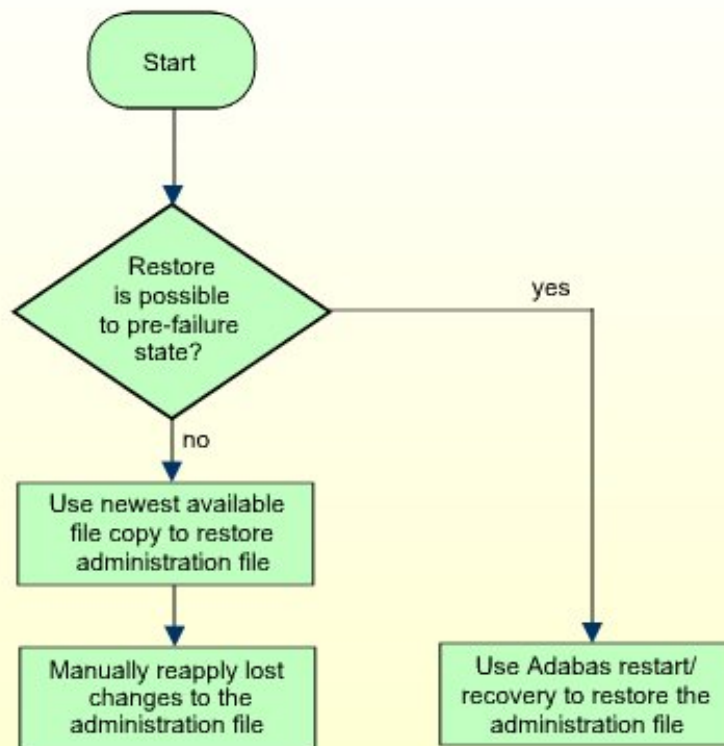 Start
Restore
is possible
to pre-failure
state?
yes
no
Use newest available
file copy to restore
administration file
Manually reapply lost
changes to the
administration file
Use Adabas restart/
recovery to restore the
administration file